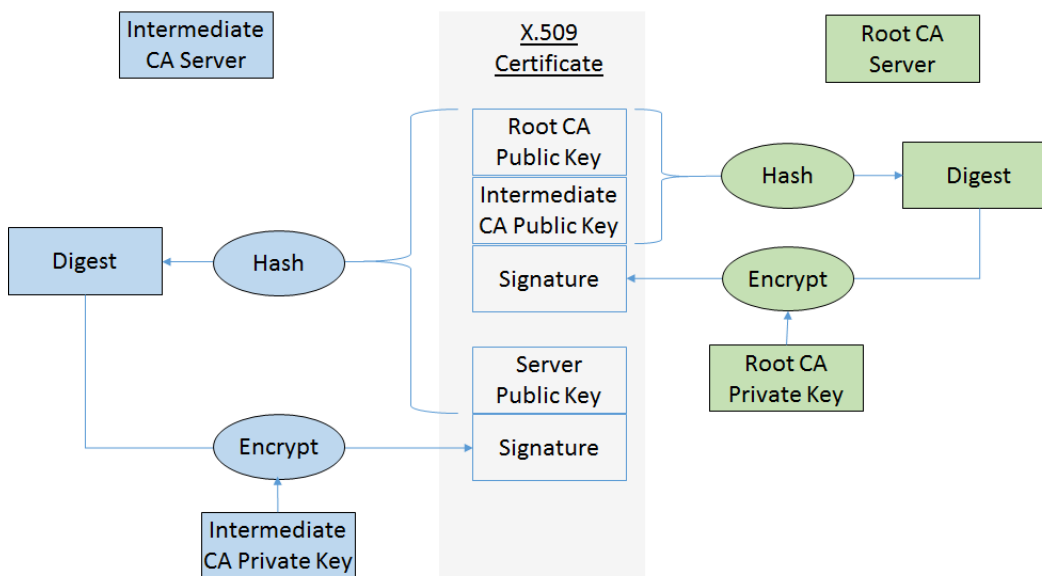 Intermediate
CA Server
X.509
Certificate
Root CA
Server
Root CA
Public Key
Hash
Digest
Intermediate
CA Public Key
Digest
Hash
Signature
Encrypt
Server
Public Key
Root CA
Private Key
Encrypt
Signature
Intermediate
CA Private Key